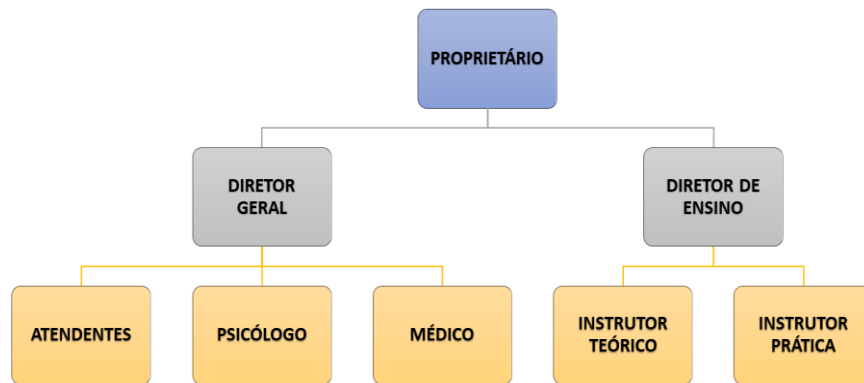 PROPRIETÁRIO
DIRETOR
GERAL
DIRETOR DE
ENSINO
ATENDENTES
PSICÓLOGO
MÉDICO
INSTRUTOR
TEÓRICO
INSTRUTOR
PRÁTICA